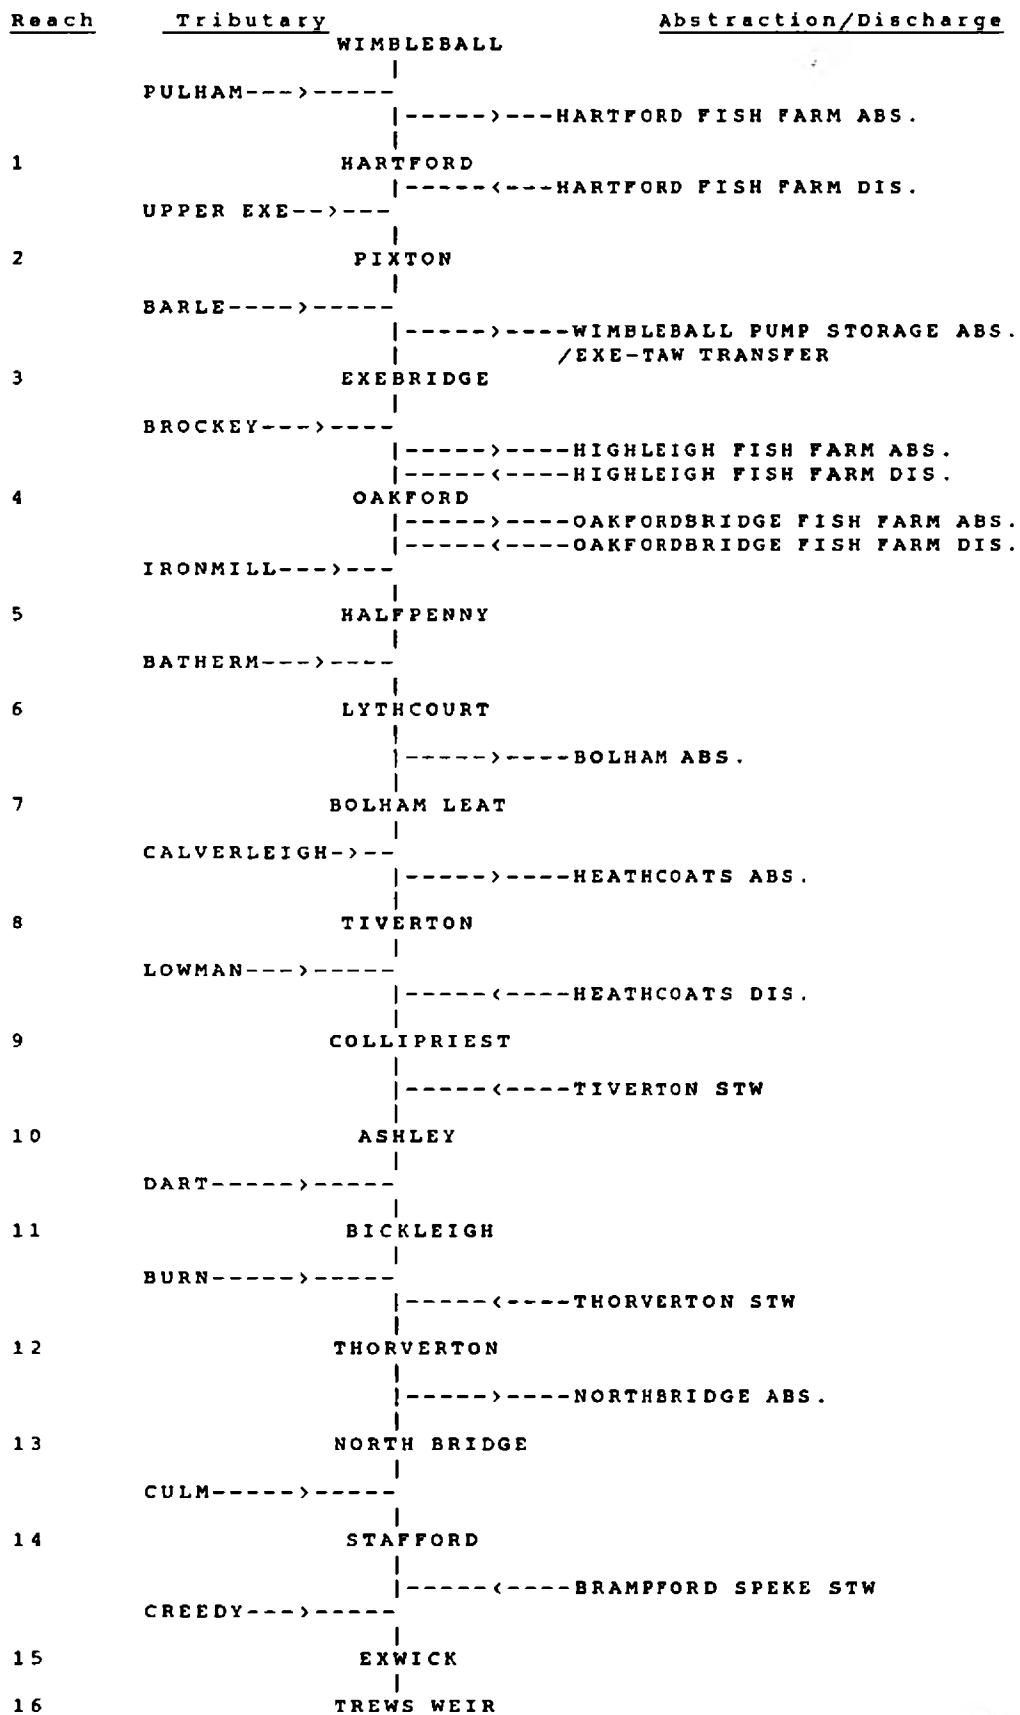 Reach Tributary Abstraction/Discharge
WIMBLEBALL
|
PULHAM--->-----
|----->---HARTFORD FISH FARM ABS.
|
1 HARTFORD
|-----<---HARTFORD FISH FARM DIS.
UPPER EXE-->---
|
2 PIXTON
|
BARLE---->-----
|----->----WIMBLEBALL PUMP STORAGE ABS.
| /EXE-TAW TRANSFER
3 EXEBRIDGE
|
BROCKEY--->----
|----->----HIGHLEIGH FISH FARM ABS.
|-----<----HIGHLEIGH FISH FARM DIS.
4 OAKFORD
|----->----OAKFORDBRIDGE FISH FARM ABS.
|-----<----OAKFORDBRIDGE FISH FARM DIS.
IRONMILL--->---
|
5 HALFPENNY
|
BATHERM--->----
|
6 LYTHCOURT
|
|----->----BOLHAM ABS.
|
7 BOLHAM LEAT
|
CALVERLEIGH->--
|----->----HEATHCOATS ABS.
|
8 TIVERTON
|
LOWMAN--->-----
|-----<----HEATHCOATS DIS.
|
9 COLLIPRIEST
|
|-----<----TIVERTON STW
|
10 ASHLEY
|
DART----->-----
|
11 BICKLEIGH
|
BURN----->-----
|-----<----THORVERTON STW
|
12 THORVERTON
|
|----->----NORTHBRIDGE ABS.
|
13 NORTH BRIDGE
|
CULM----->-----
|
14 STAFFORD
|
|-----<----BRAMPFORD SPEKE STW
CREEDY--->-----
|
15 EXWICK
|
16 TREWS WEIR